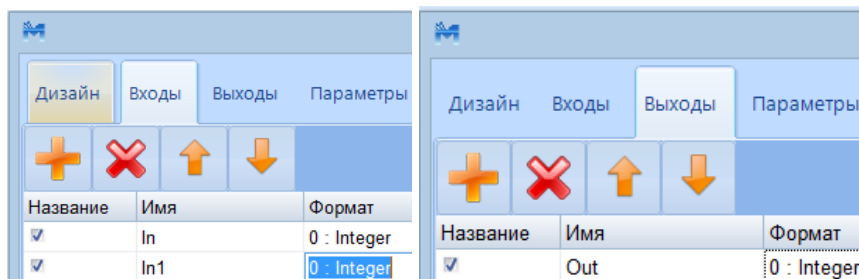 Дизайн Входы Выходы Параметры
Название Имя Формат
In 0 : Integer
In1 0 : Integer
Дизайн Входы Выходы Параметры
Название Имя Формат
Out 0 : Integer